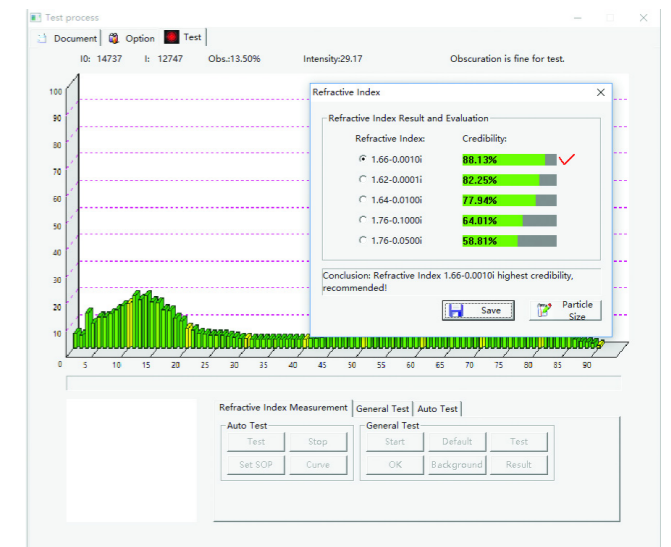 Test process
Document Option Test
I0: 14737 I: 12747 Obs.:13.50% Intensity:29.17 Obscuration is fine for test.
Refractive Index
Refractive Index Result and Evaluation
Refractive Index: Credibility:
1.66-0.0010i 88.13%
1.62-0.0001i 82.25%
1.64-0.0100i 77.94%
1.76-0.1000i 64.01%
1.76-0.0500i 58.81%
Conclusion: Refractive Index 1.66-0.0010i highest credibility,
recommended!
Save Particle
Size
100
90
80
70
60
50
40
30
20
10
0 5 10 15 20 25 30 35 40 45 50 55 60 65 70 75 80 85 90
Refractive Index Measurement General Test Auto Test
Auto Test General Test
Test Stop Start Default Test
Set SOP Curve OK Background Result